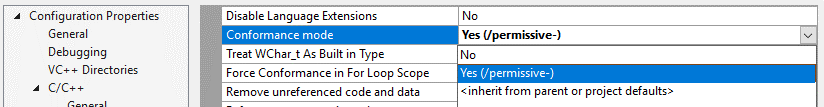 Configuration Properties
General
Debugging
VC++ Directories
C/C++
General
Disable Language Extensions No
Conformance mode Yes (/permissive-)
Treat WChar_t As Built in Type No
Force Conformance in For Loop Scope Yes (/permissive-)
Remove unreferenced code and data <inherit from parent or project defaults>